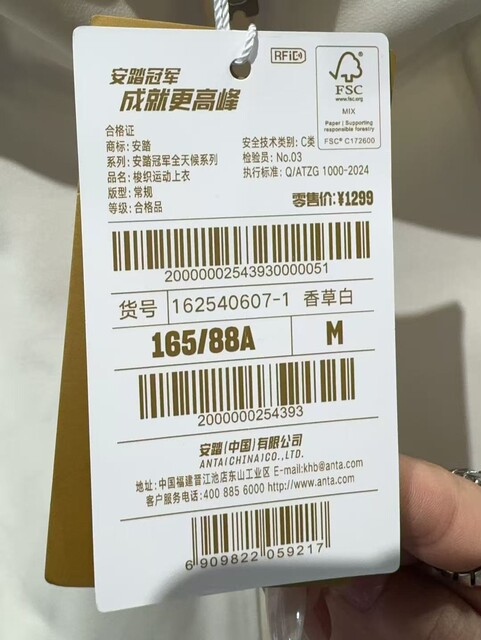 RFiD
安踏冠军
成就更高峰
FSC
www.fsc.org
MIX
Paper | Supporting
responsible forestry
FSC® C172600
合格证
商标: 安踏
安全技术类别: C类
系列: 安踏冠军全天候系列
检验员: No.03
品名: 梭织运动上衣
执行标准: Q/ATZG 1000-2024
版型: 常规
等级: 合格品
零售价: ¥1299
20000002543930000051
货号 162540607-1 香草白
165/88A M
2000000254393
安踏(中国)有限公司
ANTA(CHINA)CO.,LTD.
地址: 中国福建晋江池店东山工业区 E-mail:khb@anta.com
客户服务电话:400 885 6000 http://www.anta.com
6 909822 059217